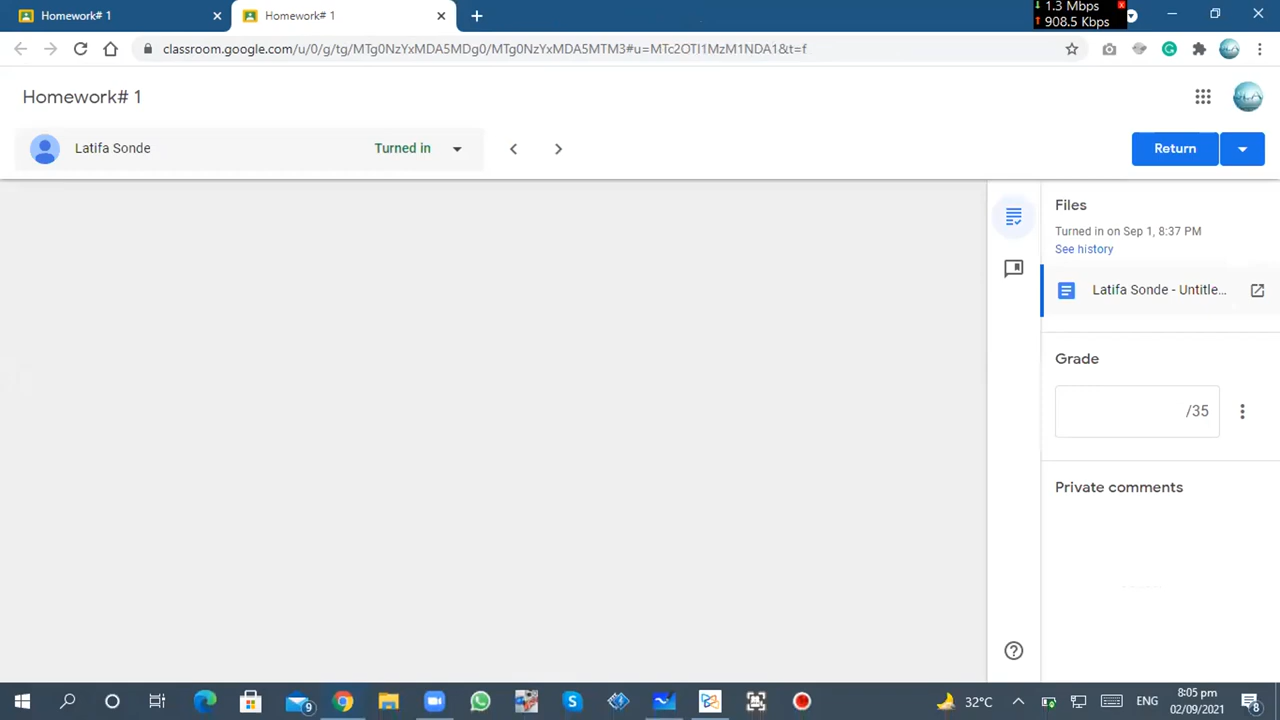 Homework# 1
Homework# 1
1.3 Mbps
908.5 Kbps
classroom.google.com/u/0/g/tg/MTg0NzYxMDA5MDg0/MTg0NzYxMDA5MTM3#u=MTc2OTI1MzM1NDA1&t=f
Homework# 1
Latifa Sonde
Turned in
Return
Files
Turned in on Sep 1, 8:37 PM
See history
Latifa Sonde - Untitle...
Grade
/35
Private comments
9
32°C
ENG
8:05 pm
02/09/2021
8